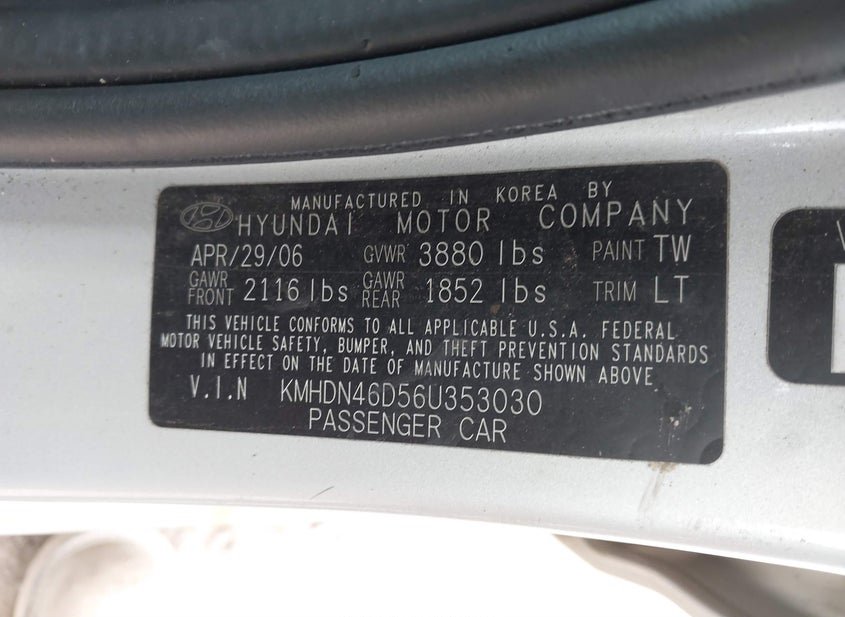 MANUFACTURED IN KOREA BY
HYUNDAI MOTOR COMPANY
APR/29/06 GVWR 3880 lbs PAINT TW
GAWR FRONT 2116 lbs GAWR REAR 1852 lbs TRIM LT
THIS VEHICLE CONFORMS TO ALL APPLICABLE U.S.A. FEDERAL
MOTOR VEHICLE SAFETY, BUMPER, AND THEFT PREVENTION STANDARDS
IN EFFECT ON THE DATE OF MANUFACTURE SHOWN ABOVE
V.I.N KMHDN46D56U353030
PASSENGER CAR